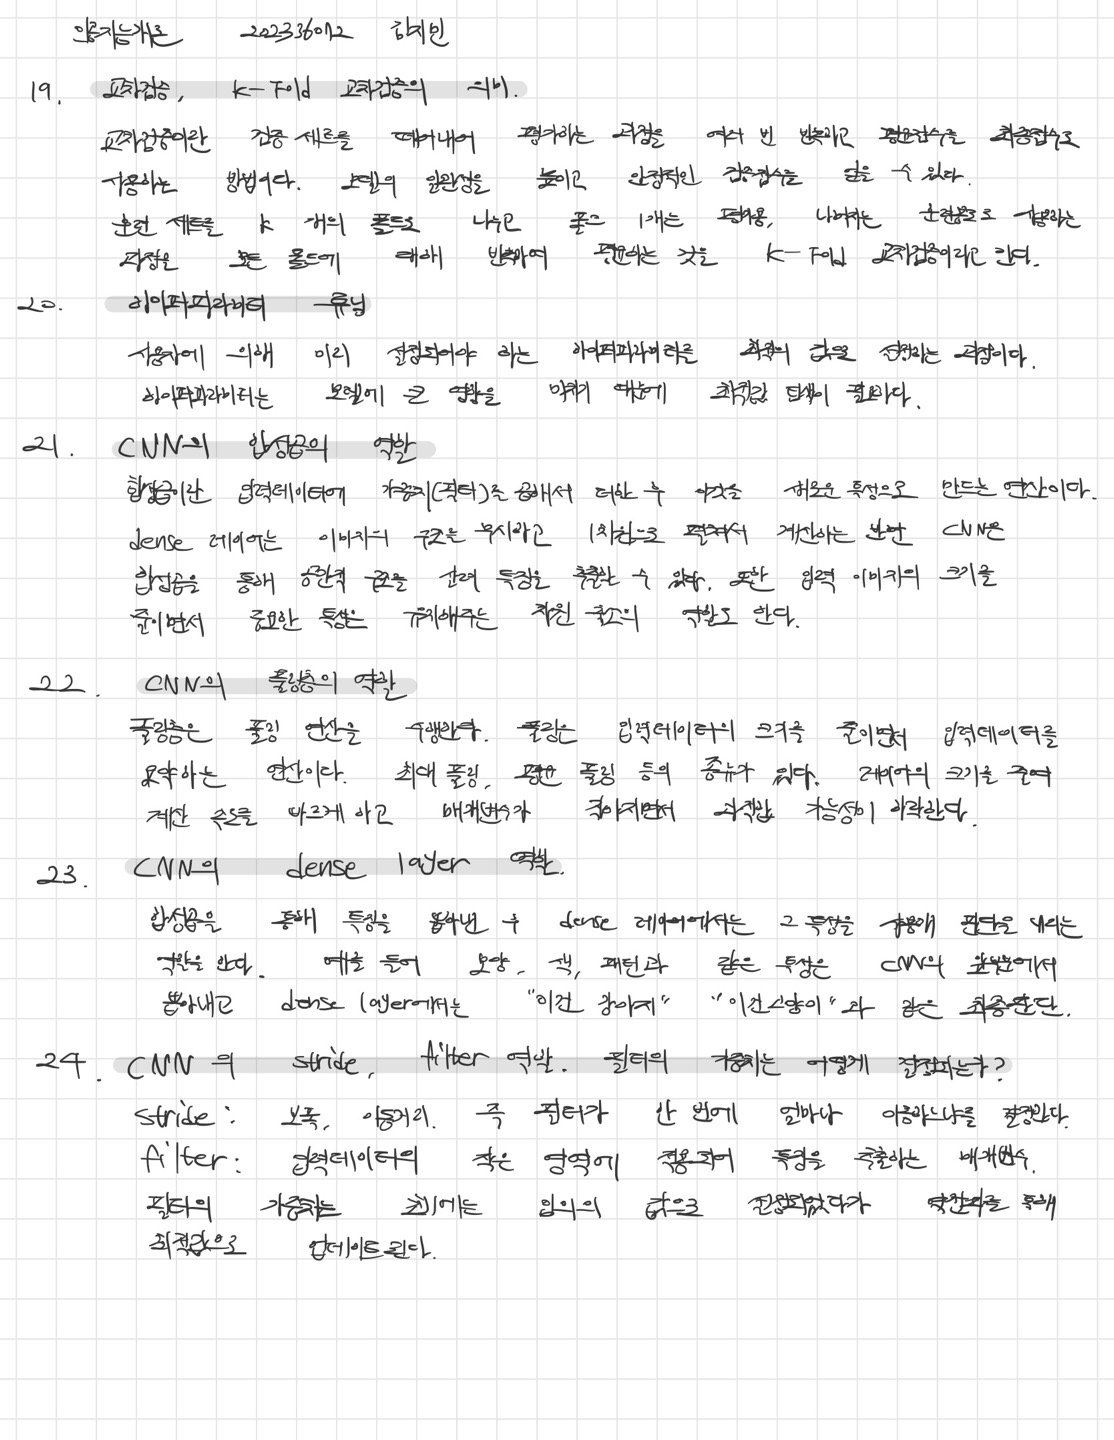 인공지능개론 202336072 김지민
19. 교차검증, k-Fold 교차검증의 의미.
교차검증이란 검증 세트를 떼어내어 평가하는 과정을 여러 번 반복하고 평균점수를 최종점수로
사용하는 방법이다. 모델의 일반성을 높이고 안정적인 검증점수를 얻을 수 있다.
훈련 세트를 k 개의 폴드로 나누고 폴드 1개는 평가용, 나머지는 훈련용으로 사용하는
과정을 모든 폴드에 대해 반복하여 평균하는 것을 k-Fold 교차검증이라고 한다.
20. 하이퍼파라미터 튜닝
사용자에 의해 미리 설정되어야 하는 하이퍼파라미터를 최적의 값으로 설정하는 과정이다.
하이퍼파라미터는 모델에 큰 영향을 미치기 때문에 최적값 탐색이 필요하다.
21. CNN의 합성곱의 역할
합성곱이란 입력데이터에 가중치(필터)를 곱해서 더한 후 이것을 새로운 특성으로 만드는 연산이다.
dense 레이어는 이미지의 구조를 무시하고 1차원으로 펼쳐서 계산하는 반면 CNN은
합성곱을 통해 공간적 구조를 살려 특징을 추출할 수 있다. 또한 입력 이미지의 크기를
줄이면서 중요한 특성은 유지해주는 차원 축소의 역할도 한다.
22. CNN의 풀링층의 역할
풀링층은 풀링 연산을 수행한다. 풀링은 입력데이터의 크기를 줄이면서 입력데이터를
요약하는 연산이다. 최대 풀링, 평균 풀링 등의 종류가 있다. 레이어의 크기를 줄여
계산 속도를 빠르게 하고 매개변수가 적어지면서 과적합 가능성이 하락한다.
23. CNN의 dense layer 역할.
합성곱을 통해 특징을 뽑아낸 후 dense 레이어에서는 그 특성을 사용해 판단을 내리는
역할을 한다. 예를 들어 모양, 색, 패턴과 같은 특성은 CNN의 앞부분에서
뽑아내고 dense layer에서는 "이건 강아지" "이건 고양이"과 같은 최종판단.
24. CNN의 stride, filter 역할. 필터의 가중치는 어떻게 결정되는가?
stride: 보폭, 이동거리. 즉 필터가 한 번에 얼마나 이동하느냐를 결정한다.
filter: 입력데이터의 작은 영역에 적용되어 특징을 추출하는 매개변수.
필터의 가중치는 초기에는 임의의 값으로 설정되었다가 역전파를 통해
최적값으로 업데이트된다.